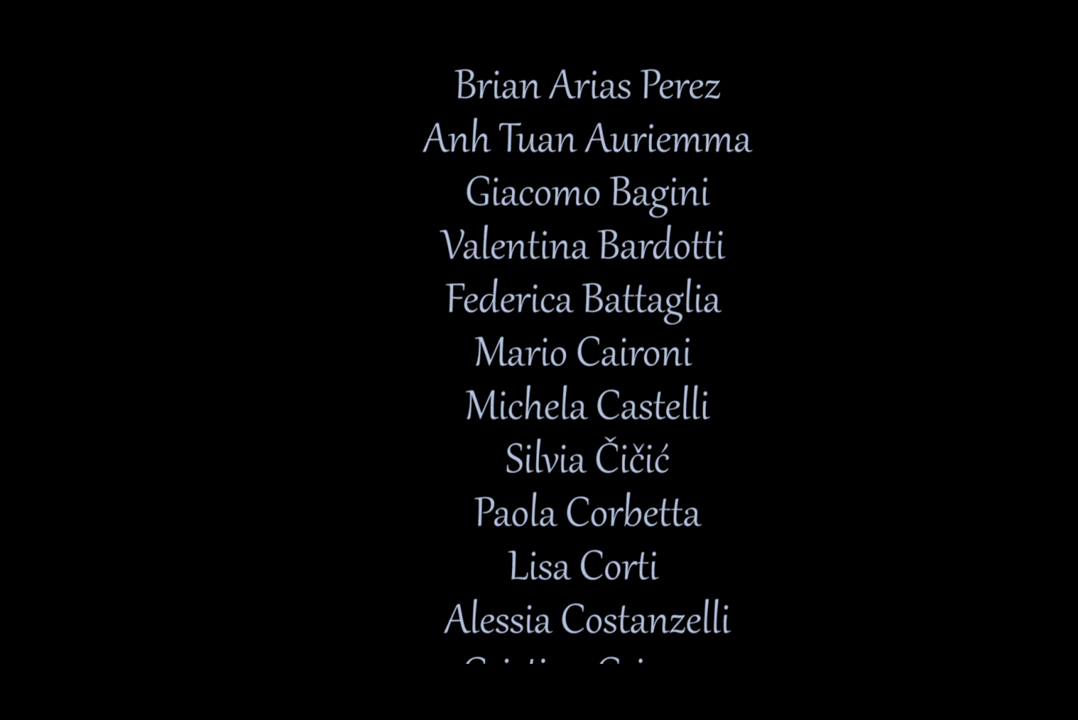 Brian Arias Perez
Anh Tuan Auriemma
Giacomo Bagini
Valentina Bardotti
Federica Battaglia
Mario Caironi
Michela Castelli
Silvia Čičić
Paola Corbetta
Lisa Corti
Alessia Costanzelli